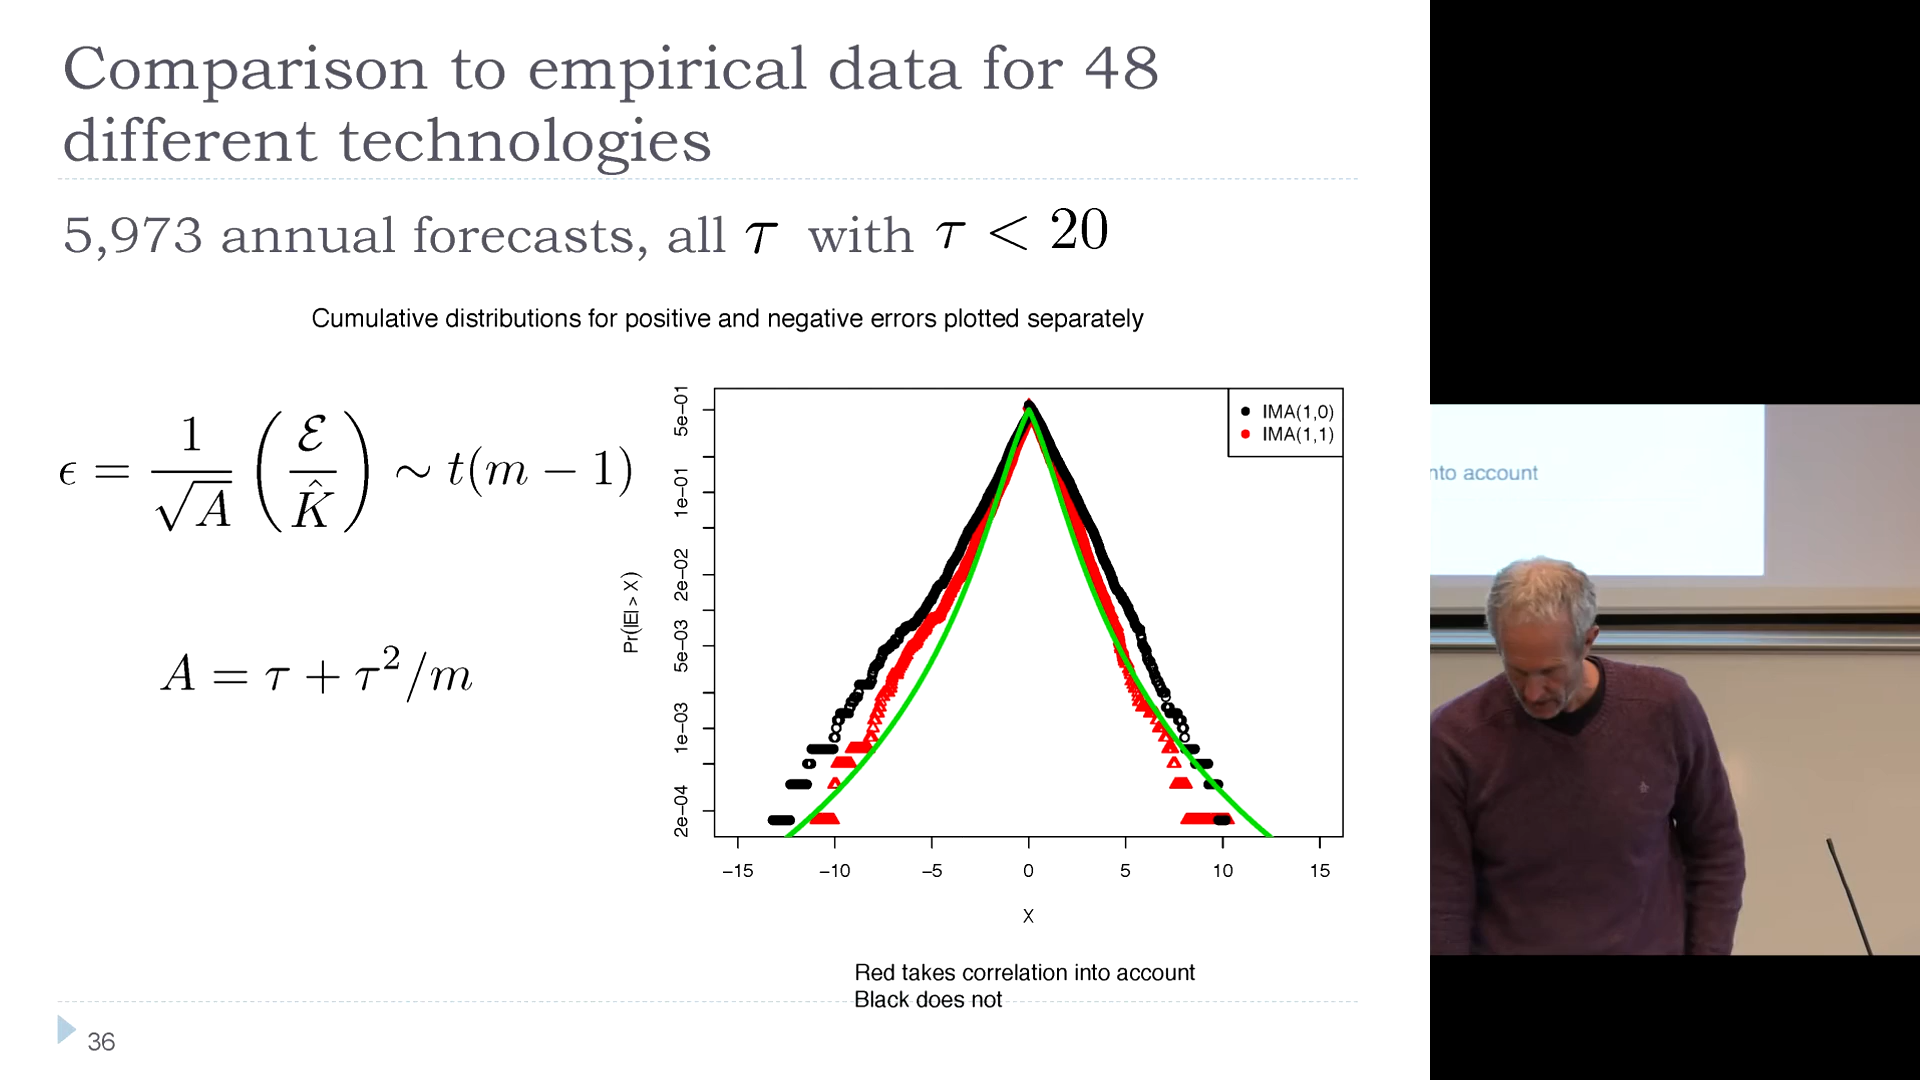 Comparison to empirical data for 48
different technologies
5,973 annual forecasts, all τ with τ < 20
Cumulative distributions for positive and negative errors plotted separately
ϵ = 1/√A (ℰ/K̂) ∼ t(m − 1)
A = τ + τ²/m
Pr(|E| > X)
5e−01
1e−01
2e−02
5e−03
1e−03
2e−04
IMA(1,0)
IMA(1,1)
−15 −10 −5 0 5 10 15
X
Red takes correlation into account
Black does not
36
nto account